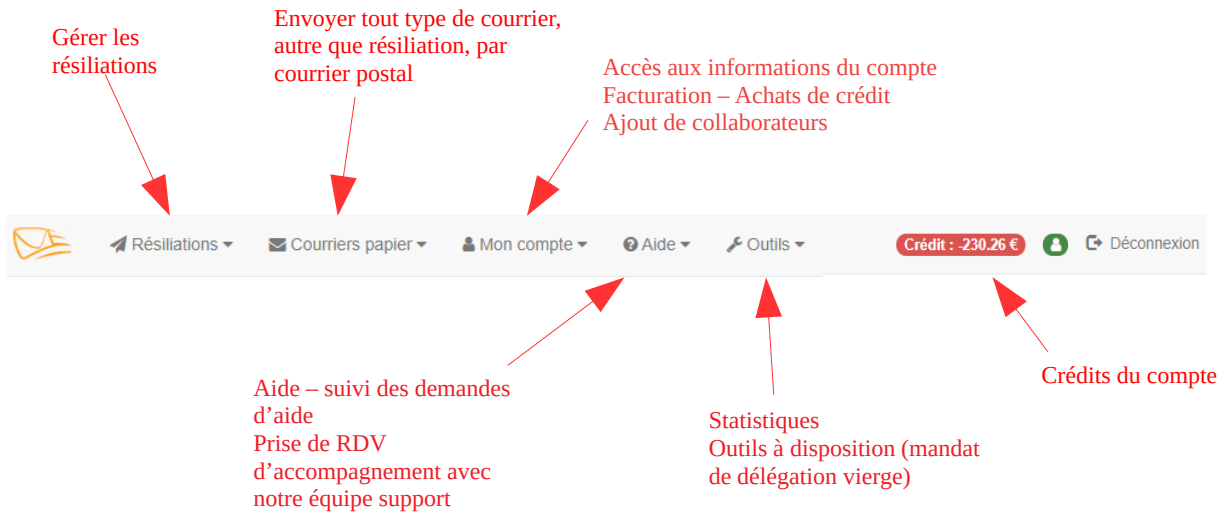 Gérer les
résiliations
Envoyer tout type de courrier,
autre que résiliation, par
courrier postal
Accès aux informations du compte
Facturation – Achats de crédit
Ajout de collaborateurs
Résiliations
Courriers papier
Mon compte
Aide
Outils
Crédit : -230.26 €
Déconnexion
Aide – suivi des demandes
d’aide
Prise de RDV
d’accompagnement avec
notre équipe support
Statistiques
Outils à disposition (mandat
de délégation vierge)
Crédits du compte